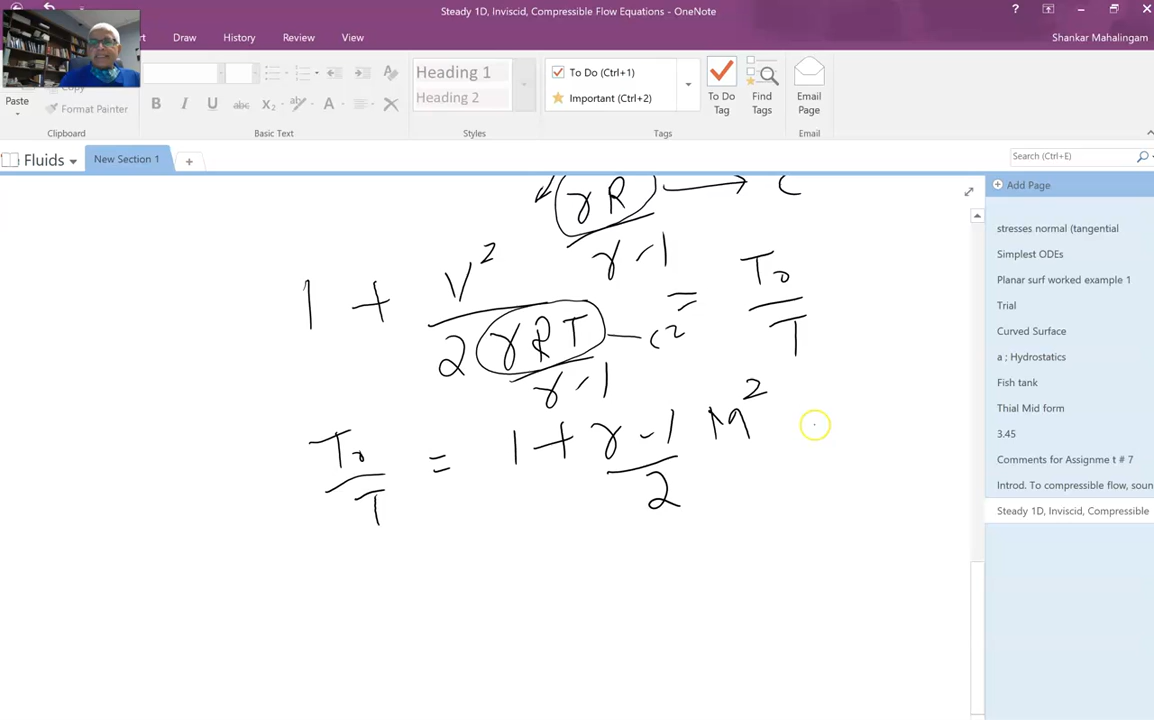 Steady 1D, Inviscid, Compressible Flow Equations - OneNote
Draw History Review View Shankar Mahalingam
Paste Copy Format Painter
B I U abc X₂ A
Heading 1
Heading 2
To Do (Ctrl+1)
Important (Ctrl+2)
To Do Tag
Find Tags
Email Page
Clipboard Basic Text Styles Tags Email
Fluids New Section 1 Search (Ctrl+E)
Add Page
stresses normal (tangential
Simplest ODEs
Planar surf worked example 1
Trial
Curved Surface
a ; Hydrostatics
Fish tank
Thial Mid form
3.45
Comments for Assignme t # 7
Introd. To compressible flow, soun
Steady 1D, Inviscid, Compressible
γR/(γ-1) → C
1 + V²/(2 γRT/(γ-1)) = T₀/T
C²
T₀/T = 1 + (γ-1)/2 M²